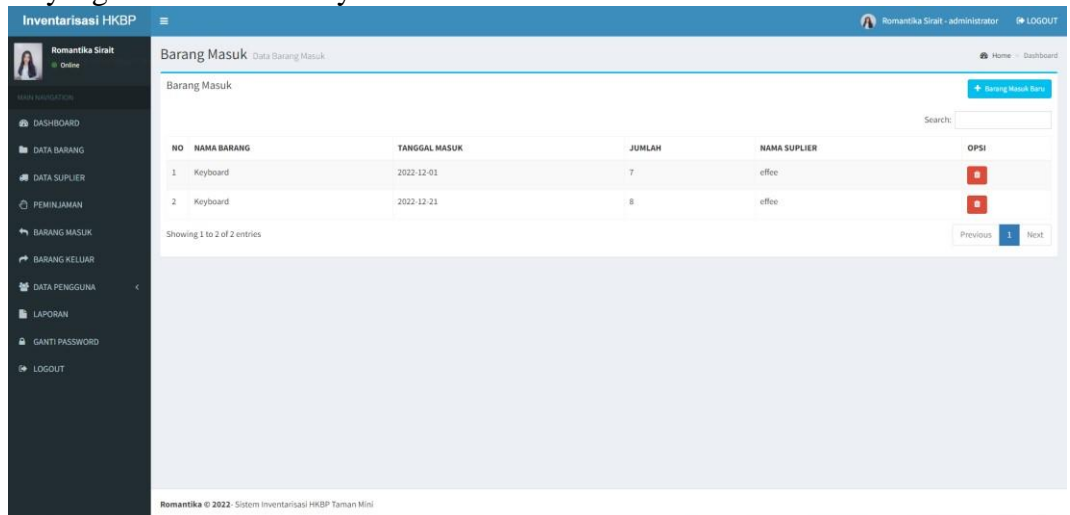 Inventarisasi HKBP
Romantika Sirait - administrator LOGOUT
Romantika Sirait
Online
Barang Masuk Data Barang Masuk
Home Dashboard
MAIN NAVIGATION
DASHBOARD
DATA BARANG
DATA SUPLIER
PEMINJAMAN
BARANG MASUK
BARANG KELUAR
DATA PENGGUNA <
LAPORAN
GANTI PASSWORD
LOGOUT
Barang Masuk
+ Barang Masuk Baru
Search:
NO NAMA BARANG TANGGAL MASUK JUMLAH NAMA SUPLIER OPSI
1 Keyboard 2022-12-01 7 effee
2 Keyboard 2022-12-21 8 effee
Showing 1 to 2 of 2 entries
Previous 1 Next
Romantika © 2022- Sistem Inventarisasi HKBP Taman Mini